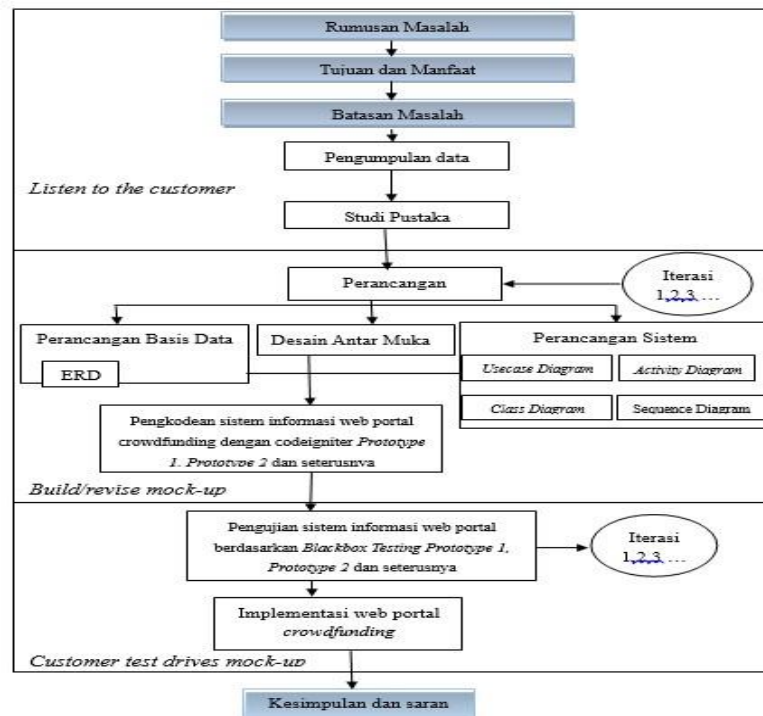 Rumusan Masalah
Tujuan dan Manfaat
Batasan Masalah
Pengumpulan data
Listen to the customer
Studi Pustaka
Perancangan
Iterasi
1,2,3 ...
Perancangan Basis Data
ERD
Desain Antar Muka
Perancangan Sistem
Usecase Diagram
Activity Diagram
Class Diagram
Sequence Diagram
Pengkodean sistem informasi web portal
crowdfunding dengan codeigniter Prototype
1. Prototype 2 dan seterusnya
Build/revise mock-up
Pengujian sistem informasi web portal
berdasarkan Blackbox Testing Prototype 1,
Prototype 2 dan seterusnya
Iterasi
1,2,3 ...
Implementasi web portal
crowdfunding
Customer test drives mock-up
Kesimpulan dan saran